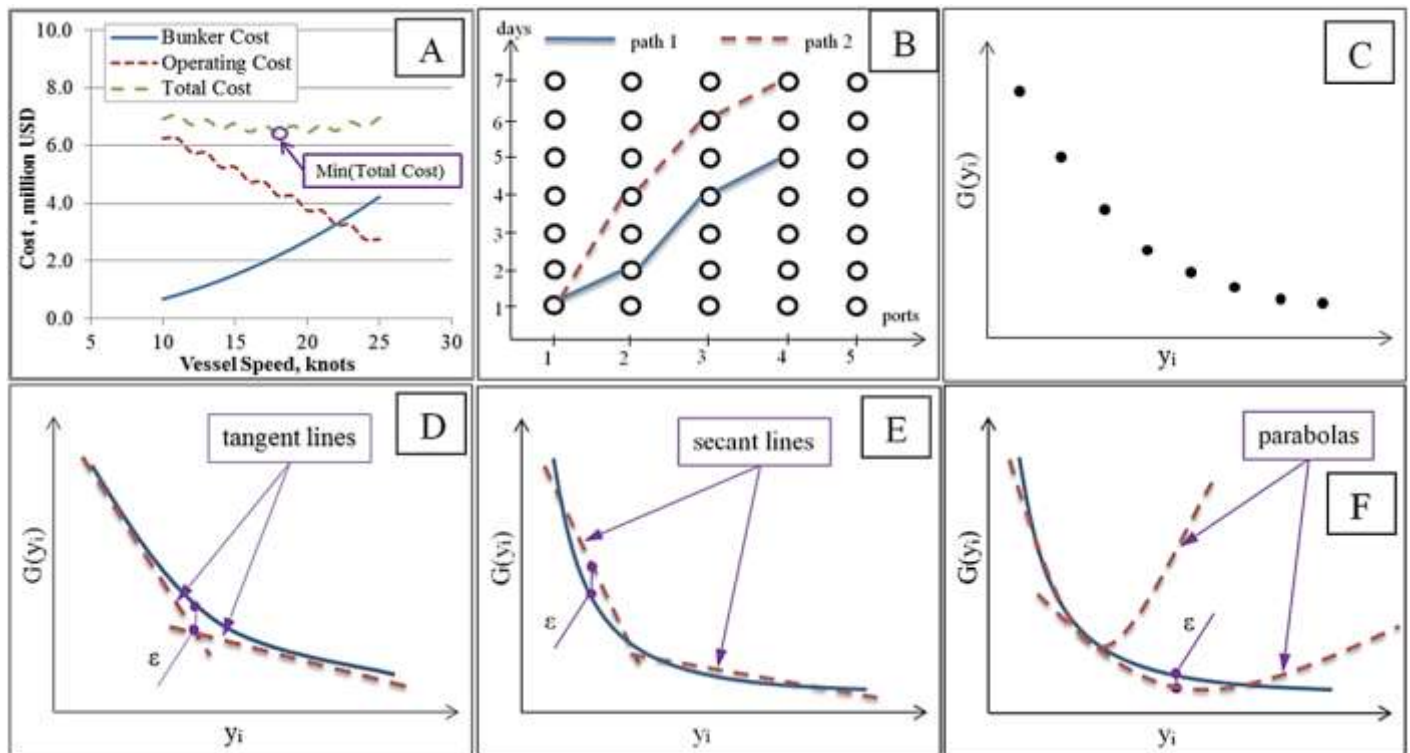 A
10.0
8.0
6.0
4.0
2.0
0.0
Cost , million USD
Bunker Cost
Operating Cost
Total Cost
Min(Total Cost)
5 10 15 20 25 30
Vessel Speed, knots
B
days
path 1 path 2
7
6
5
4
3
2
1
ports
1 2 3 4 5
C
G(yi)
yi
D
tangent lines
G(yi)
ε
yi
E
secant lines
G(yi)
ε
yi
F
parabolas
G(yi)
ε
yi